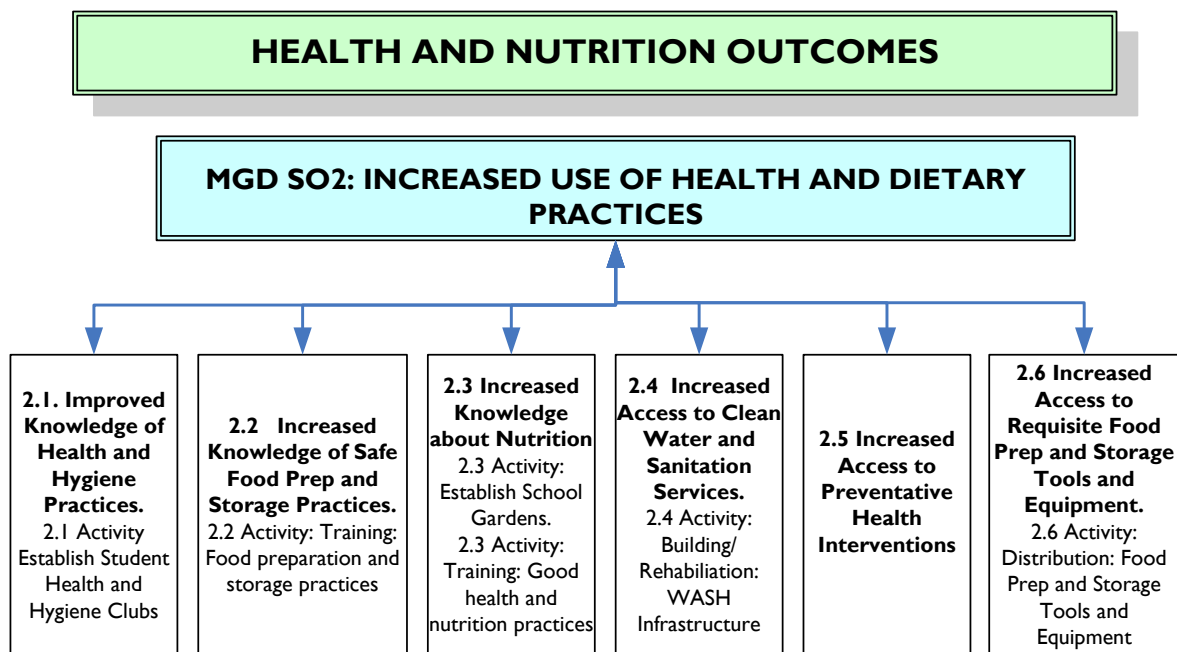 HEALTH AND NUTRITION OUTCOMES
MGD SO2: INCREASED USE OF HEALTH AND DIETARY
PRACTICES
2.1. Improved
Knowledge of
Health and
Hygiene
Practices.
2.1 Activity
Establish Student
Health and
Hygiene Clubs
2.2 Increased
Knowledge of Safe
Food Prep and
Storage Practices.
2.2 Activity: Training:
Food preparation and
storage practices
2.3 Increased
Knowledge
about Nutrition
2.3 Activity:
Establish School
Gardens.
2.3 Activity:
Training: Good
health and
nutrition practices
2.4 Increased
Access to Clean
Water and
Sanitation
Services.
2.4 Activity:
Building/
Rehabiliation:
WASH
Infrastructure
2.5 Increased
Access to
Preventative
Health
Interventions
2.6 Increased
Access to
Requisite Food
Prep and Storage
Tools and
Equipment.
2.6 Activity:
Distribution: Food
Prep and Storage
Tools and
Equipment